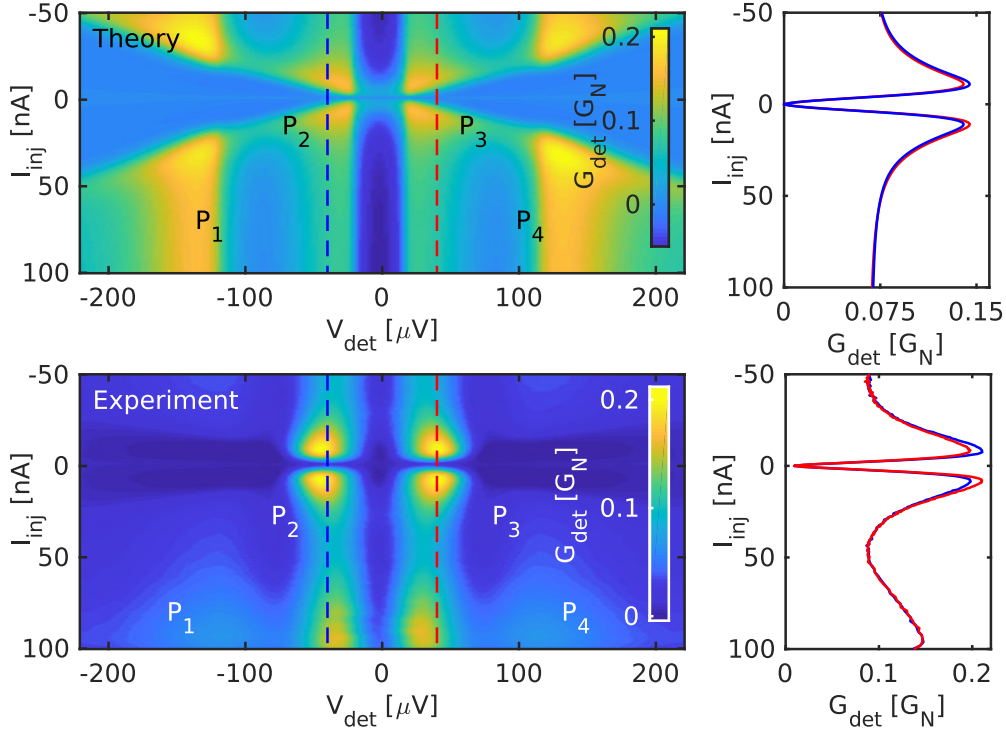 Theory
-50
0
50
100
I_inj [nA]
-200 -100 0 100 200
V_det [μV]
P_1
P_2
P_3
P_4
0.2
0.1
0
G_det [G_N]
-50
0
50
100
I_inj [nA]
0 0.075 0.15
G_det [G_N]
Experiment
-50
0
50
100
I_inj [nA]
-200 -100 0 100 200
V_det [μV]
P_1
P_2
P_3
P_4
0.2
0.1
0
G_det [G_N]
-50
0
50
100
I_inj [nA]
0 0.1 0.2
G_det [G_N]